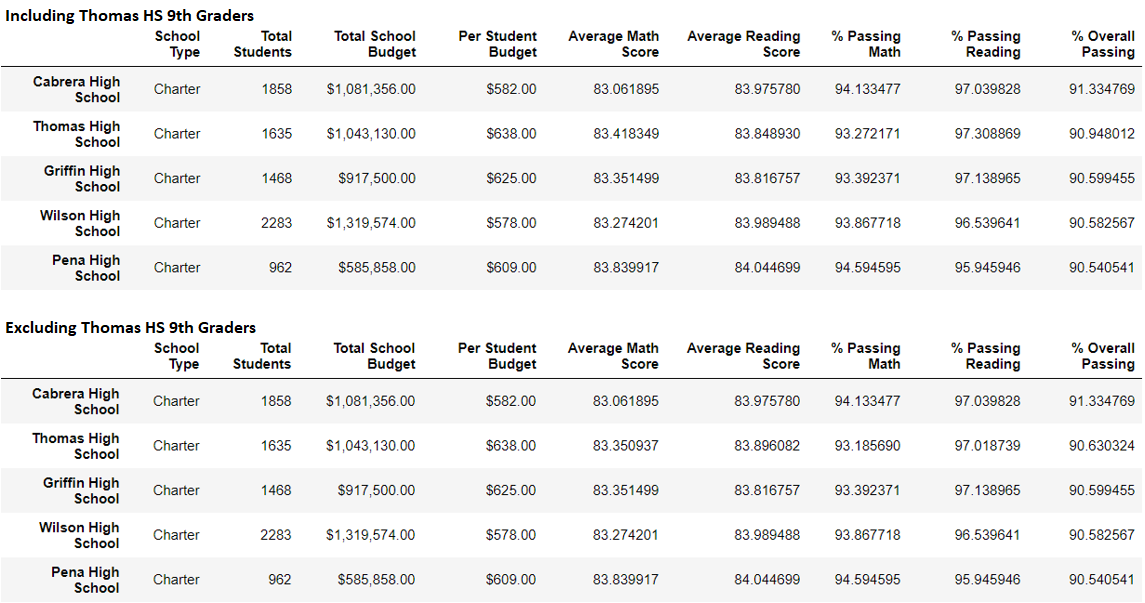 Including Thomas HS 9th Graders
School Type Total Students Total School Budget Per Student Budget Average Math Score Average Reading Score % Passing Math % Passing Reading % Overall Passing
Cabrera High School Charter 1858 $1,081,356.00 $582.00 83.061895 83.975780 94.133477 97.039828 91.334769
Thomas High School Charter 1635 $1,043,130.00 $638.00 83.418349 83.848930 93.272171 97.308869 90.948012
Griffin High School Charter 1468 $917,500.00 $625.00 83.351499 83.816757 93.392371 97.138965 90.599455
Wilson High School Charter 2283 $1,319,574.00 $578.00 83.274201 83.989488 93.867718 96.539641 90.582567
Pena High School Charter 962 $585,858.00 $609.00 83.839917 84.044699 94.594595 95.945946 90.540541
Excluding Thomas HS 9th Graders
School Type Total Students Total School Budget Per Student Budget Average Math Score Average Reading Score % Passing Math % Passing Reading % Overall Passing
Cabrera High School Charter 1858 $1,081,356.00 $582.00 83.061895 83.975780 94.133477 97.039828 91.334769
Thomas High School Charter 1635 $1,043,130.00 $638.00 83.350937 83.896082 93.185690 97.018739 90.630324
Griffin High School Charter 1468 $917,500.00 $625.00 83.351499 83.816757 93.392371 97.138965 90.599455
Wilson High School Charter 2283 $1,319,574.00 $578.00 83.274201 83.989488 93.867718 96.539641 90.582567
Pena High School Charter 962 $585,858.00 $609.00 83.839917 84.044699 94.594595 95.945946 90.540541